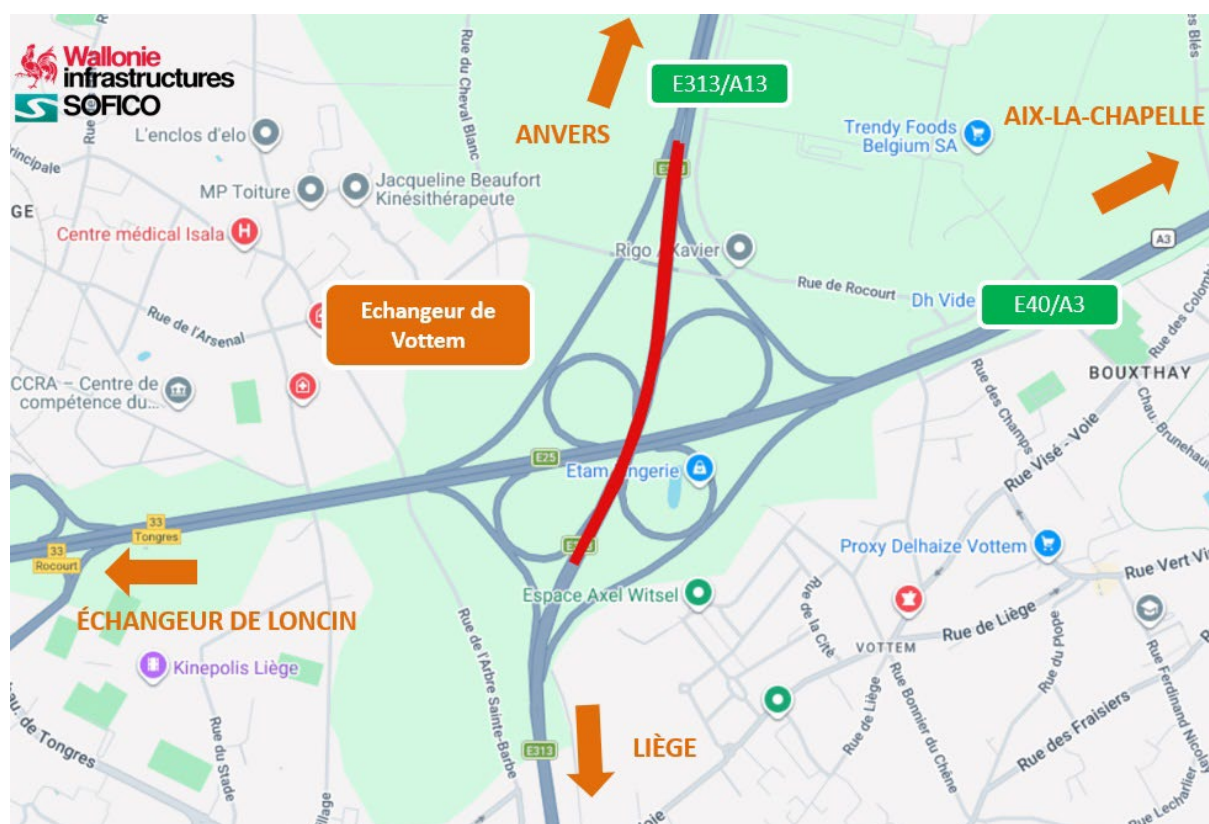 Wallonie
infrastructures
SOFICO
E313/A13
ANVERS
AIX-LA-CHAPELLE
Trendy Foods
Belgium SA
L'enclos d'elo
Rue du Cheval Blanc
MP Toiture
Jacqueline Beaufort
Kinésithérapeute
Centre médical Isala
Rigo
Xavier
A3
Rue de Rocourt
Dh Vide
E40/A3
Echangeur de
Vottem
Rue de l'Arsenal
BOUXTHAY
CCRA – Centre de
compétence du...
Rue des Champs
Rue Visé - Voie
E25
Etam
33
Tongres
33
Rocourt
Proxy Delhaize Vottem
Espace Axel Witsel
Rue de la Cité
Rue de Liège
VOTTEM
ÉCHANGEUR DE LONCIN
Kinepolis Liège
Rue de l'Arbre Sainte-Barbe
Rue du Stade
E313
LIÈGE
Rue de Liège
Rue Bonnier du Chêne
Rue du Plope
Rue des Fraisiers
Rue Ferdinand Nicolay
Rue Lecharlier
de Tongres